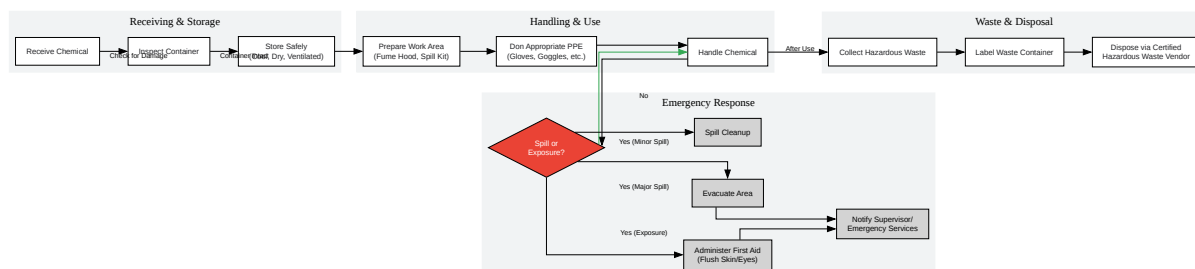 Receiving & Storage
Handling & Use
Waste & Disposal
Receive Chemical
Check for Damage
Inspect Container
Store Safely
(Cool, Dry, Ventilated)
Prepare Work Area
(Fume Hood, Spill Kit)
Don Appropriate PPE
(Gloves, Goggles, etc.)
Handle Chemical
After Use
Collect Hazardous Waste
Label Waste Container
Dispose via Certified
Hazardous Waste Vendor
No
Emergency Response
Spill or
Exposure?
Yes (Minor Spill)
Spill Cleanup
Yes (Major Spill)
Evacuate Area
Notify Supervisor/
Emergency Services
Yes (Exposure)
Administer First Aid
(Flush Skin/Eyes)